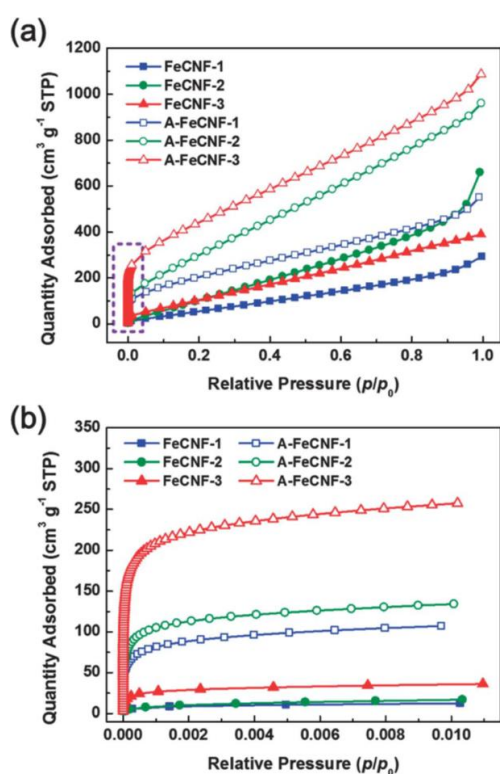 (a)
1200
1000
800
600
400
200
0
Quantity Adsorbed (cm³ g⁻¹ STP)
FeCNF-1
FeCNF-2
FeCNF-3
A-FeCNF-1
A-FeCNF-2
A-FeCNF-3
0.0 0.2 0.4 0.6 0.8 1.0
Relative Pressure (p/p₀)
(b)
350
300
250
200
150
100
50
0
Quantity Adsorbed (cm³ g⁻¹ STP)
FeCNF-1 A-FeCNF-1
FeCNF-2 A-FeCNF-2
FeCNF-3 A-FeCNF-3
0.000 0.002 0.004 0.006 0.008 0.010
Relative Pressure (p/p₀)